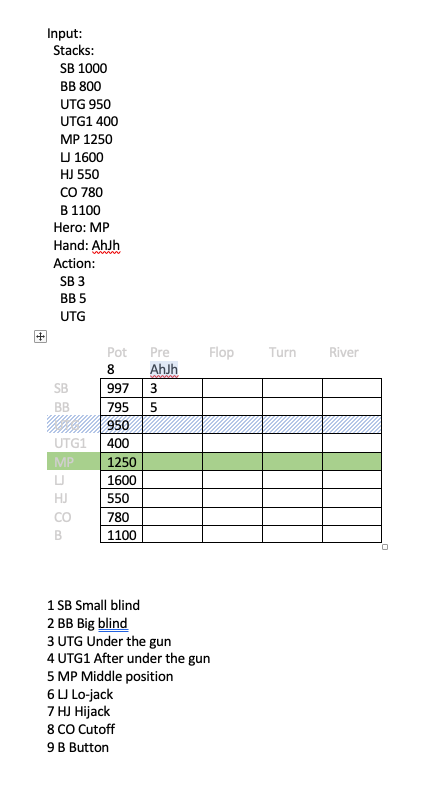 Input:
Stacks:
SB 1000
BB 800
UTG 950
UTG1 400
MP 1250
LJ 1600
HJ 550
CO 780
B 1100
Hero: MP
Hand: AhJh
Action:
SB 3
BB 5
UTG
Pot Pre Flop Turn River
8 AhJh
SB 997 3
BB 795 5
UTG 950
UTG1 400
MP 1250
LJ 1600
HJ 550
CO 780
B 1100
1 SB Small blind
2 BB Big blind
3 UTG Under the gun
4 UTG1 After under the gun
5 MP Middle position
6 LJ Lo-jack
7 HJ Hijack
8 CO Cutoff
9 B Button